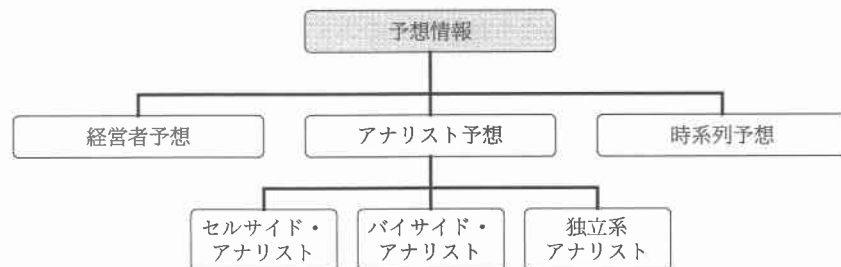 予想情報
経営者予想
アナリスト予想
時系列予想
セルサイド・
アナリスト
バイサイド・
アナリスト
独立系
アナリスト